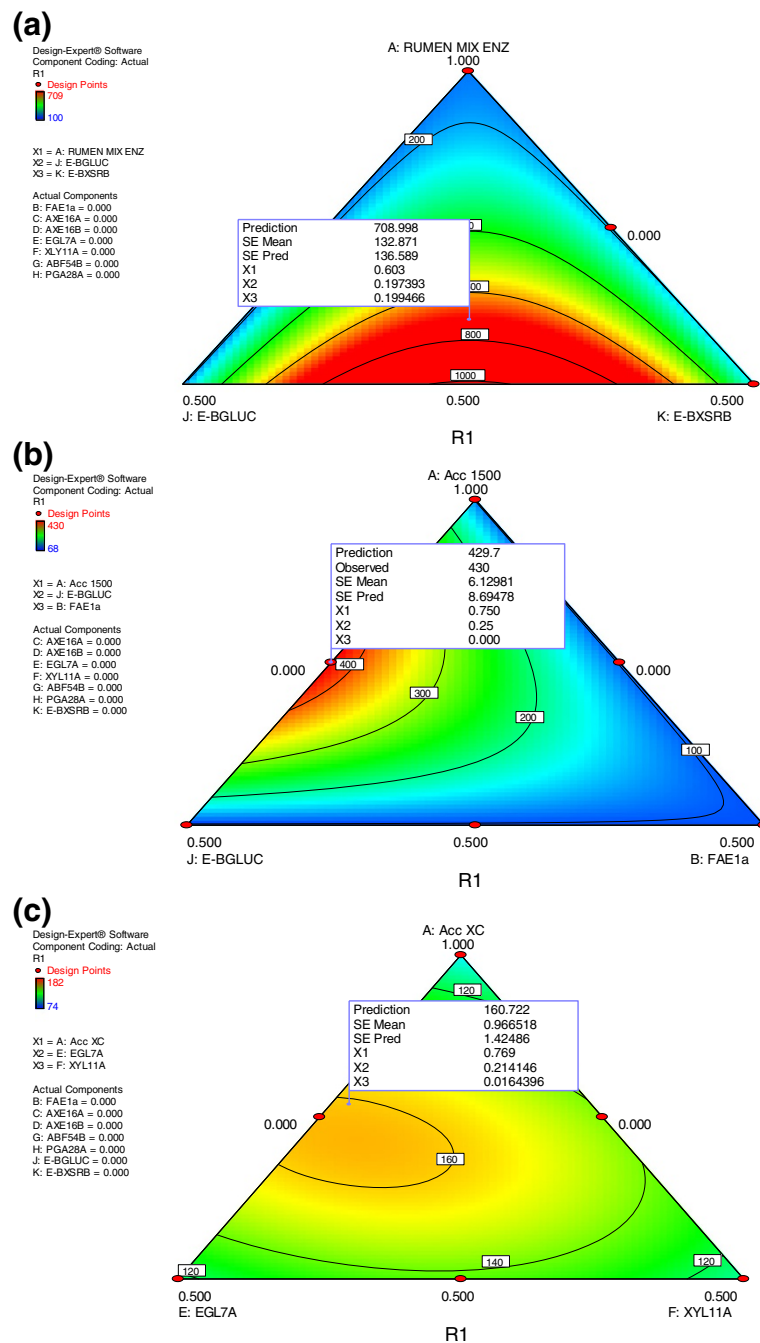 (a)
Design-Expert® Software
Component Coding: Actual
R1
Design Points
709
100
X1 = A: RUMEN MIX ENZ
X2 = J: E-BGLUC
X3 = K: E-BXSRB
Actual Components
B: FAE1a = 0.000
C: AXE16A = 0.000
D: AXE16B = 0.000
E: EGL7A = 0.000
F: XLY11A = 0.000
G: ABF54B = 0.000
H: PGA28A = 0.000
A: RUMEN MIX ENZ
1.000
200
0.000
Prediction 708.998
SE Mean 132.871
SE Pred 136.589
X1 0.603
X2 0.197393
X3 0.199466
800
1000
0.500 0.500 0.500
J: E-BGLUC K: E-BXSRB
R1
(b)
Design-Expert® Software
Component Coding: Actual
R1
Design Points
430
68
X1 = A: Acc 1500
X2 = J: E-BGLUC
X3 = B: FAE1a
Actual Components
C: AXE16A = 0.000
D: AXE16B = 0.000
E: EGL7A = 0.000
F: XYL11A = 0.000
G: ABF54B = 0.000
H: PGA28A = 0.000
K: E-BXSRB = 0.000
A: Acc 1500
1.000
Prediction 429.7
Observed 430
SE Mean 6.12981
SE Pred 8.69478
X1 0.750
X2 0.25
X3 0.000
0.000 400 0.000
300
200
100
0.500 0.500 0.500
J: E-BGLUC B: FAE1a
R1
(c)
Design-Expert® Software
Component Coding: Actual
R1
Design Points
182
74
X1 = A: Acc XC
X2 = E: EGL7A
X3 = F: XYL11A
Actual Components
B: FAE1a = 0.000
C: AXE16A = 0.000
D: AXE16B = 0.000
G: ABF54B = 0.000
H: PGA28A = 0.000
J: E-BGLUC = 0.000
K: E-BXSRB = 0.000
A: Acc XC
1.000
120
Prediction 160.722
SE Mean 0.966518
SE Pred 1.42486
X1 0.769
X2 0.214146
X3 0.0164396
0.000 0.000
160
140
120 120
0.500 0.500 0.500
E: EGL7A F: XYL11A
R1